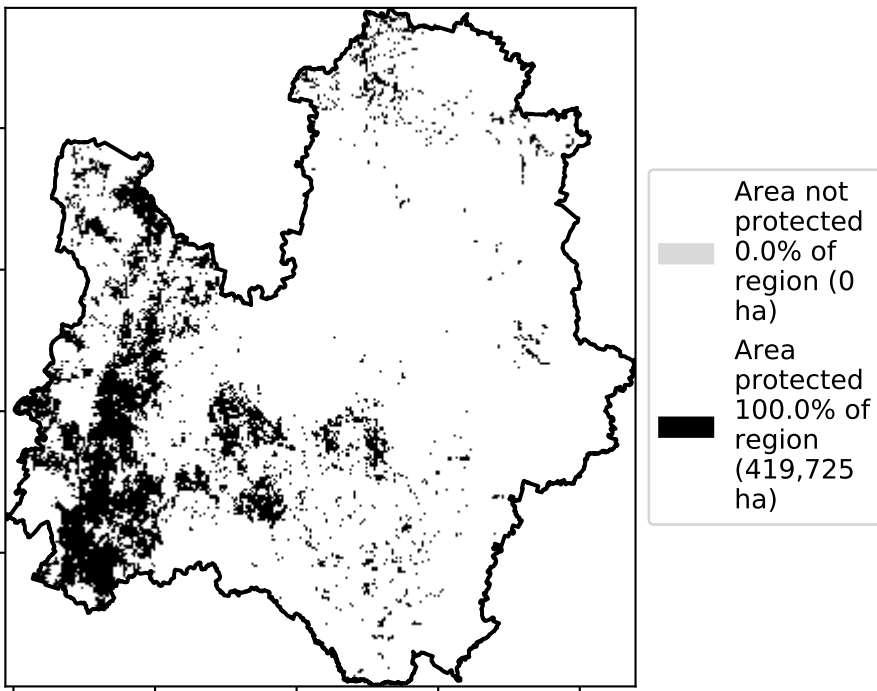 Area not
protected
0.0% of
region (0
ha)
Area
protected
100.0% of
region
(419,725
ha)